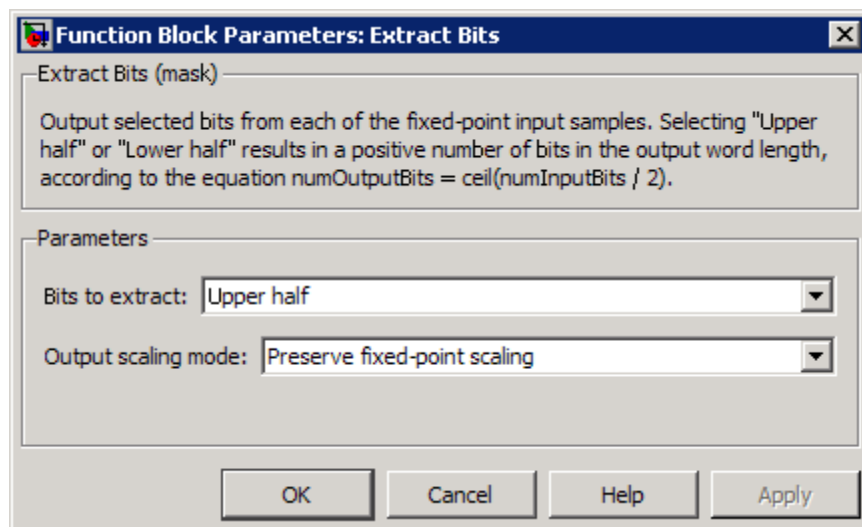 Function Block Parameters: Extract Bits
Extract Bits (mask)
Output selected bits from each of the fixed-point input samples. Selecting "Upper
half" or "Lower half" results in a positive number of bits in the output word length,
according to the equation numOutputBits = ceil(numInputBits / 2).
Parameters
Bits to extract: Upper half
Output scaling mode: Preserve fixed-point scaling
OK Cancel Help Apply